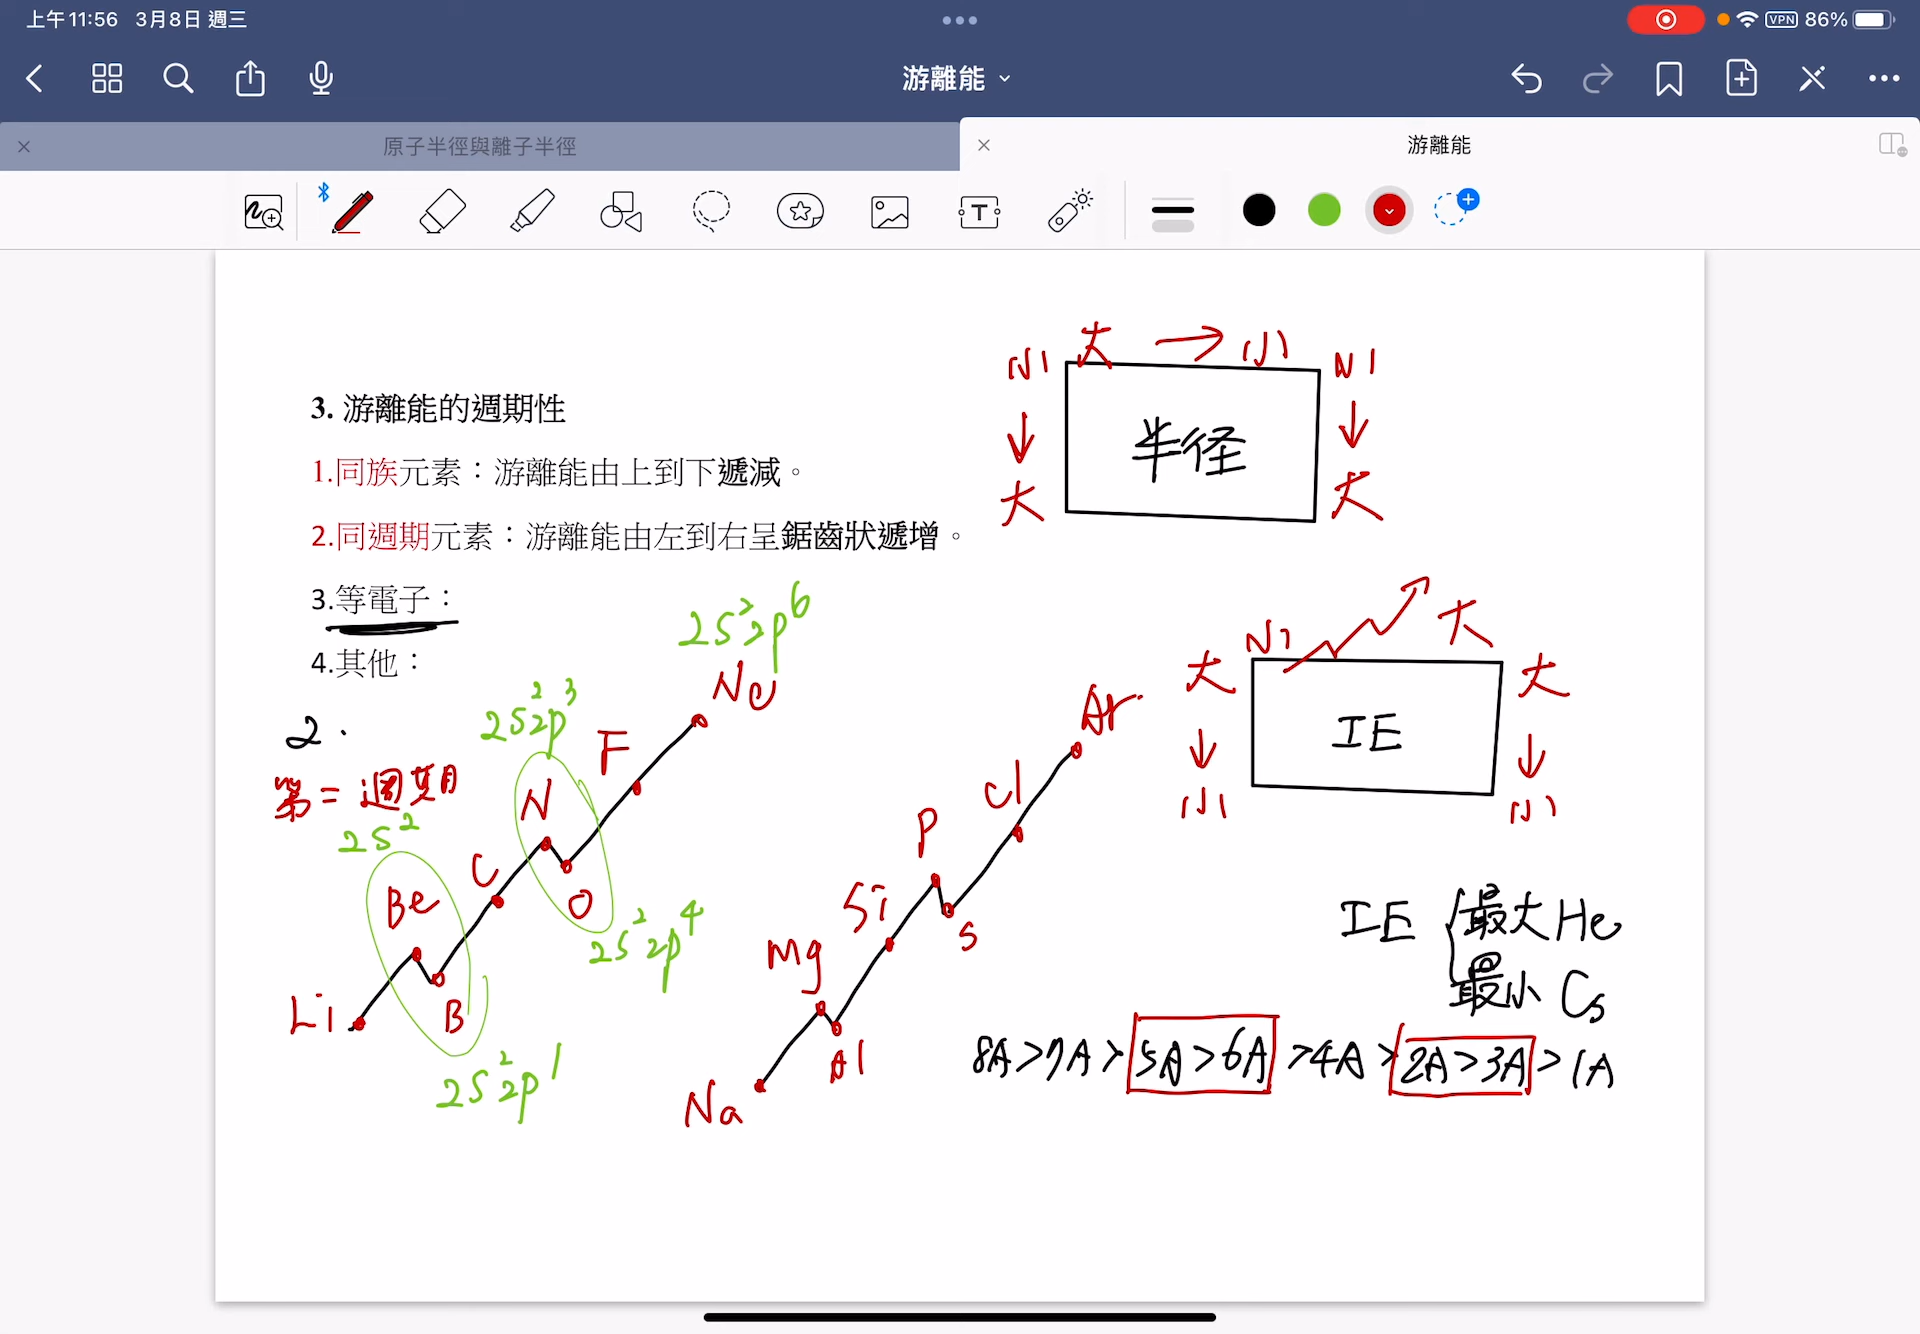 上午11:56 3月8日 週三
VPN 86%
游離能
原子半徑與離子半徑
游離能
T
大 → 小
小 小
↓ ↓
大 大
半径
3. 游離能的週期性
1.同族元素：游離能由上到下遞減。
2.同週期元素：游離能由左到右呈鋸齒狀遞增。
3.等電子：
4.其他：
小 大
大 大
↓ ↓
小 小
IE
2.
第二週期
2s²
2s²2p¹
2s²2p³
2s²2p⁴
2s²2p⁶
Li
Be
B
C
N
O
F
Ne
Na
Mg
Al
Si
P
S
Cl
Ar
IE { 最大 He
最小 Cs
8A>7A>5A>6A>4A>2A>3A>1A